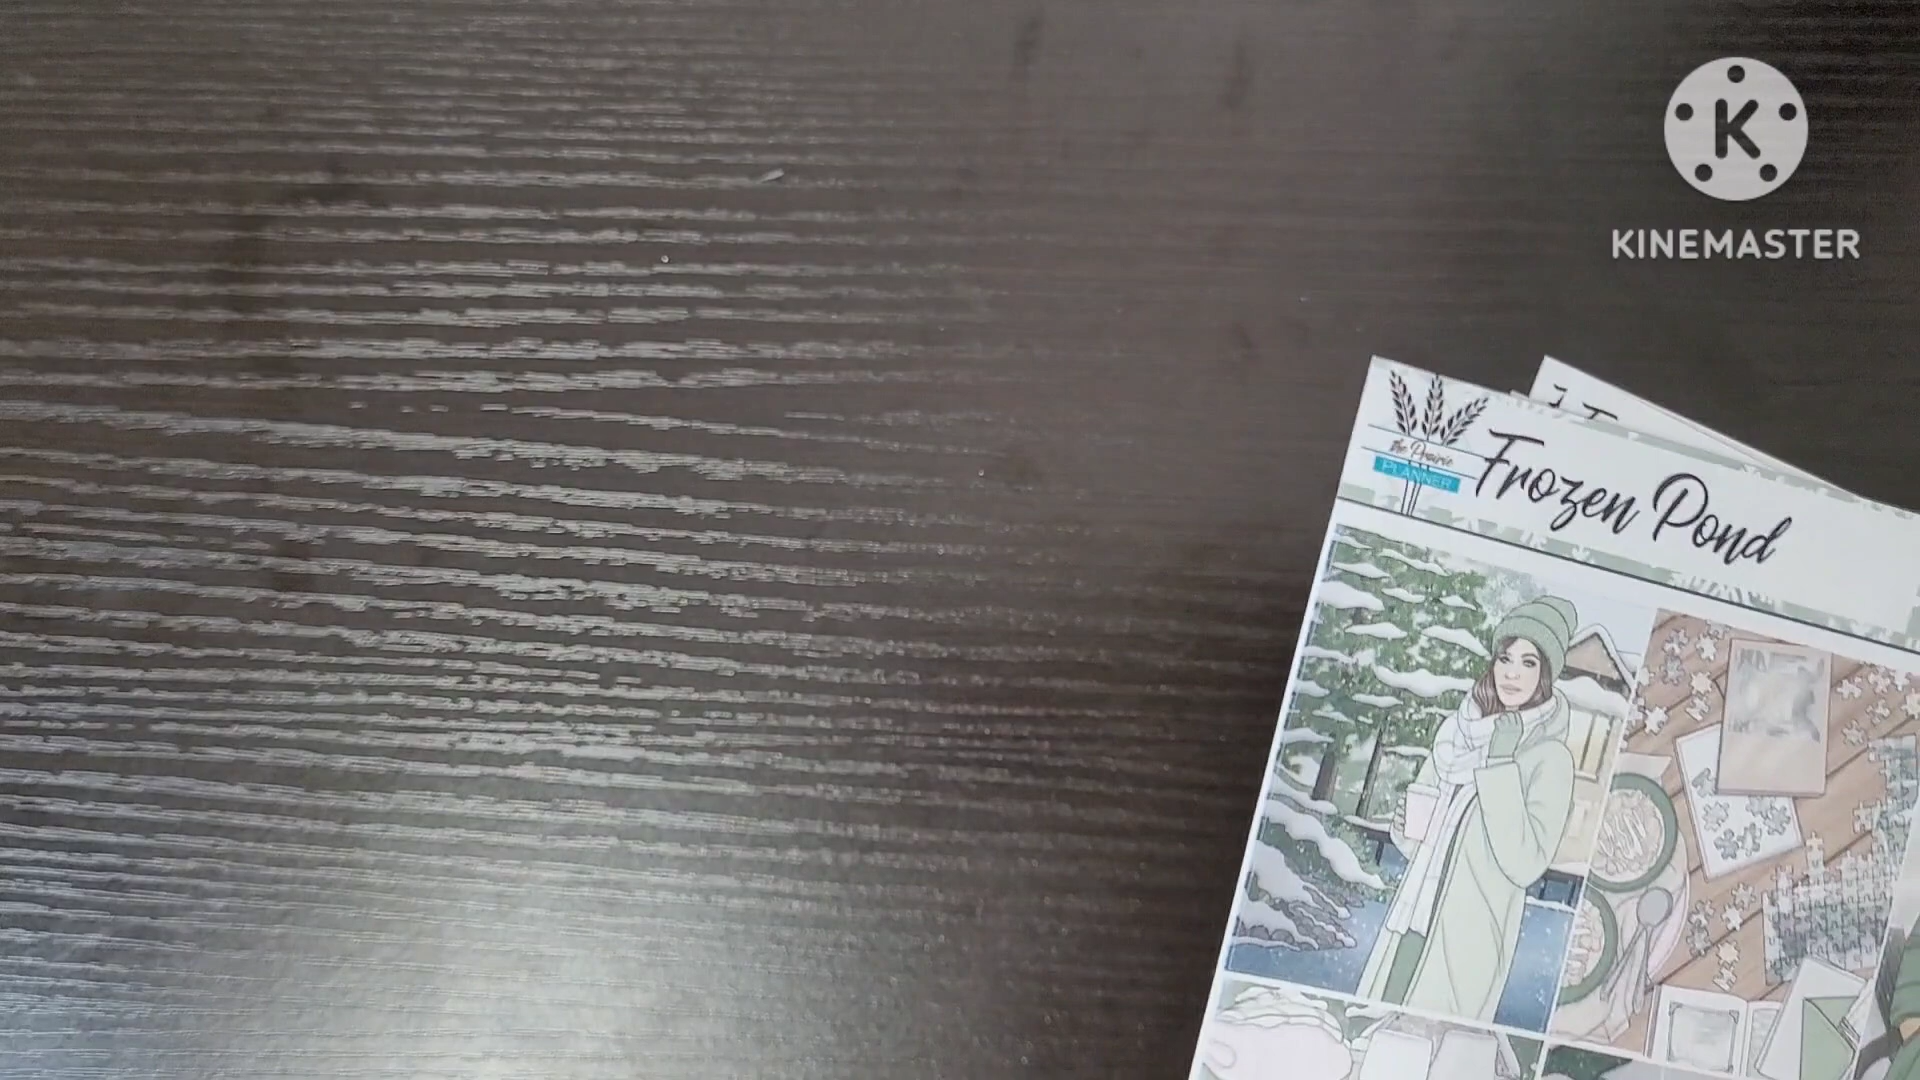 K
KINEMASTER
the Prairie
PLANNER
Frozen Pond